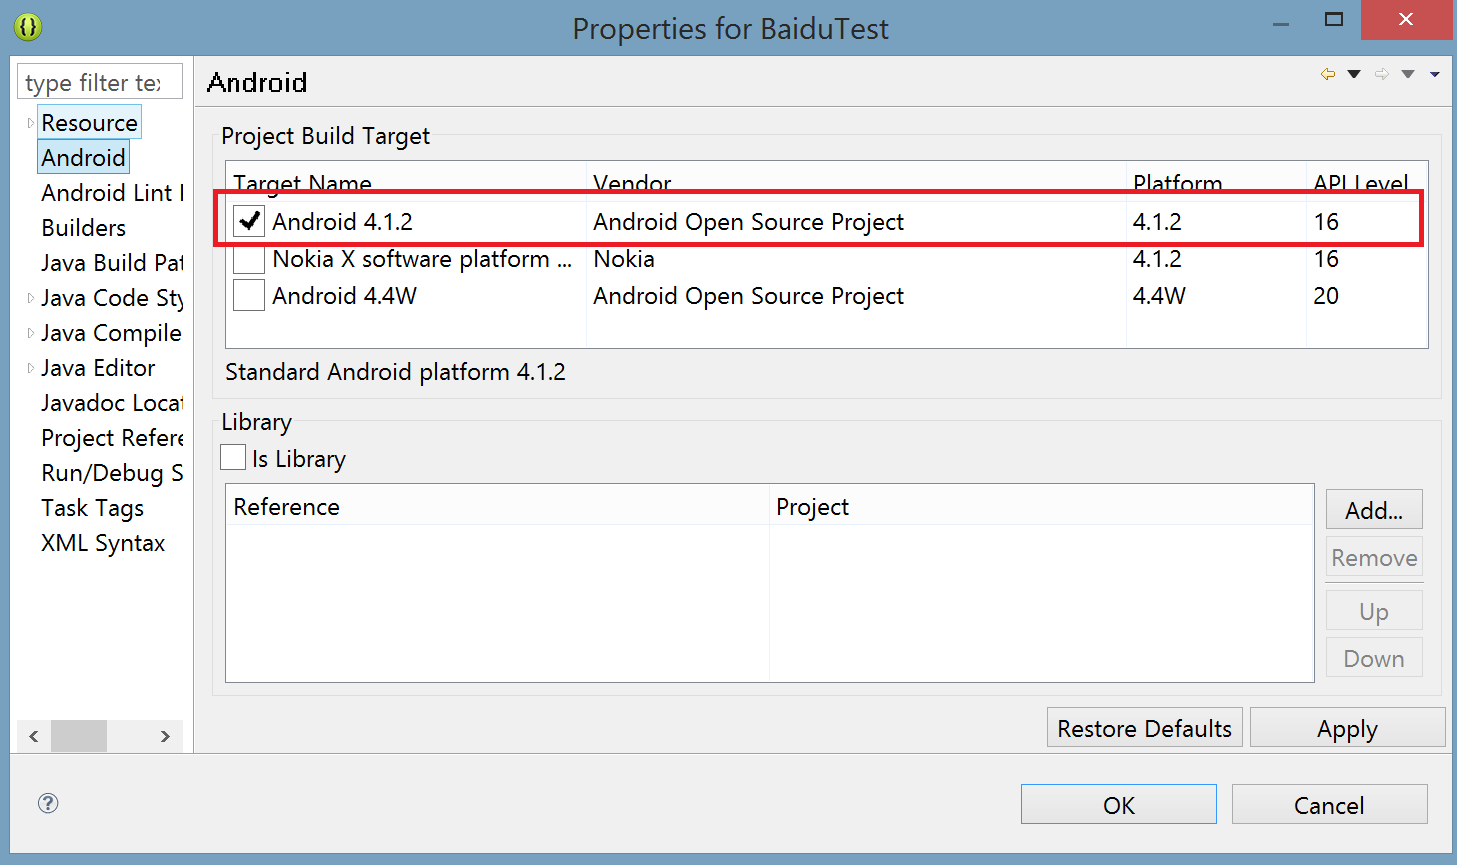 Properties for BaiduTest
type filter tex
Android
Resource
Android
Android Lint
Builders
Java Build Pat
Java Code Sty
Java Compile
Java Editor
Javadoc Locat
Project Refere
Run/Debug S
Task Tags
XML Syntax
Project Build Target
Target Name Vendor Platform API Level
Android 4.1.2 Android Open Source Project 4.1.2 16
Nokia X software platform ... Nokia 4.1.2 16
Android 4.4W Android Open Source Project 4.4W 20
Standard Android platform 4.1.2
Library
Is Library
Reference Project
Add...
Remove
Up
Down
Restore Defaults Apply
OK Cancel